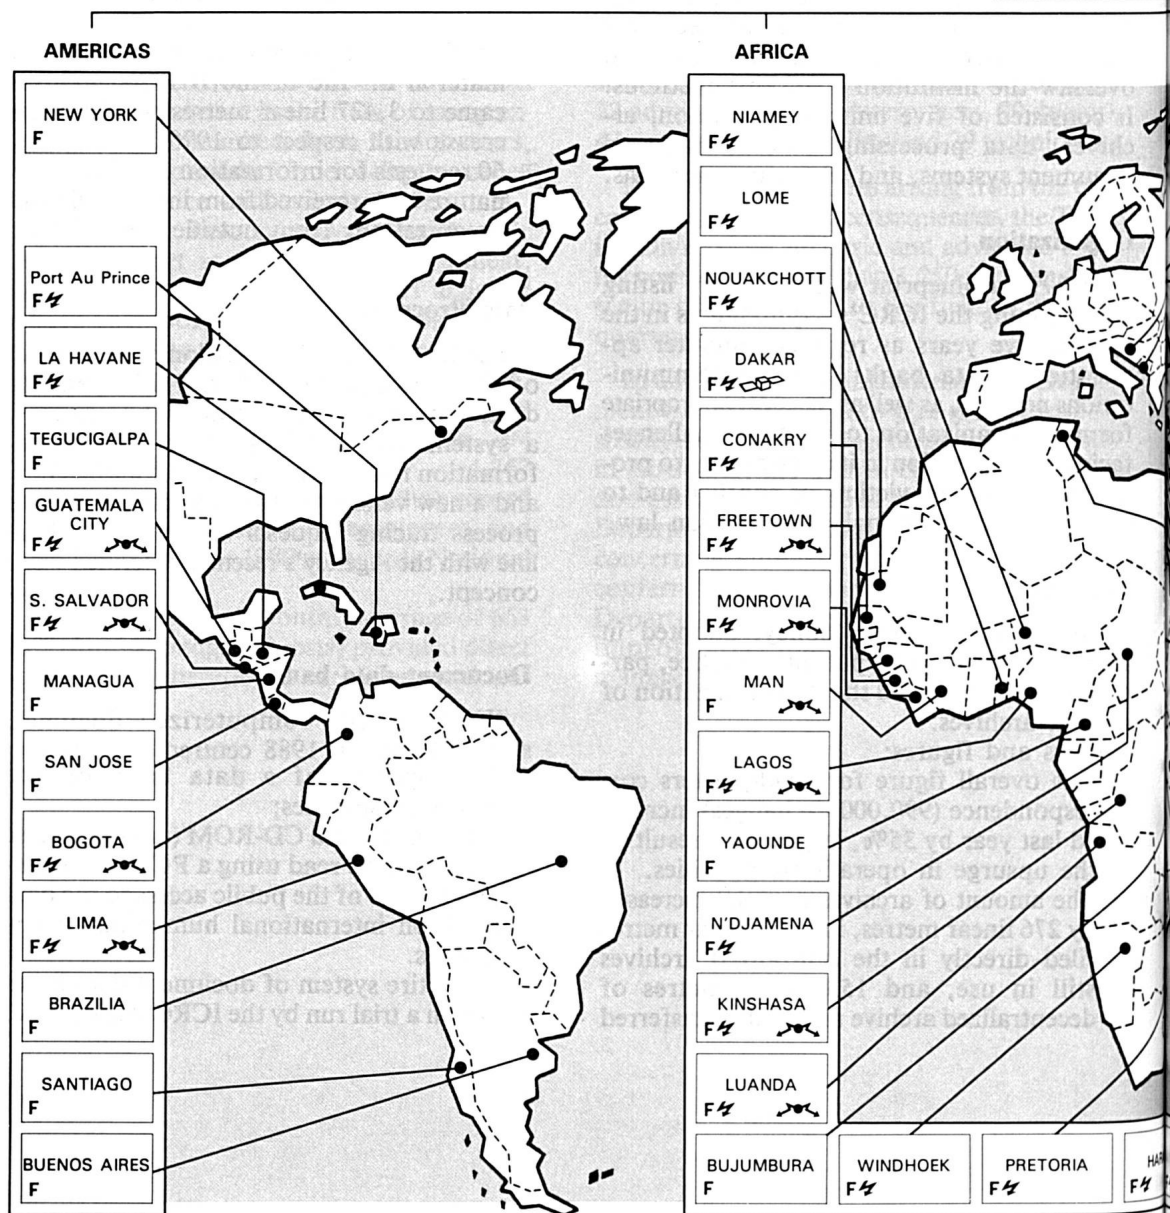 AMERICAS
NEW YORK
F
Port Au Prince
F
LA HAVANE
F
TEGUCIGALPA
F
GUATEMALA
CITY
F
S. SALVADOR
F
MANAGUA
F
SAN JOSE
F
BOGOTA
F
LIMA
F
BRAZILIA
F
SANTIAGO
F
BUENOS AIRES
F
AFRICA
NIAMEY
F
LOME
F
NOUAKCHOTT
F
DAKAR
F
CONAKRY
F
FREETOWN
F
MONROVIA
F
MAN
F
LAGOS
F
YAOUNDE
F
N'DJAMENA
F
KINSHASA
F
LUANDA
F
BUJUMBURA
F
WINDHOEK
F
PRETORIA
F
F